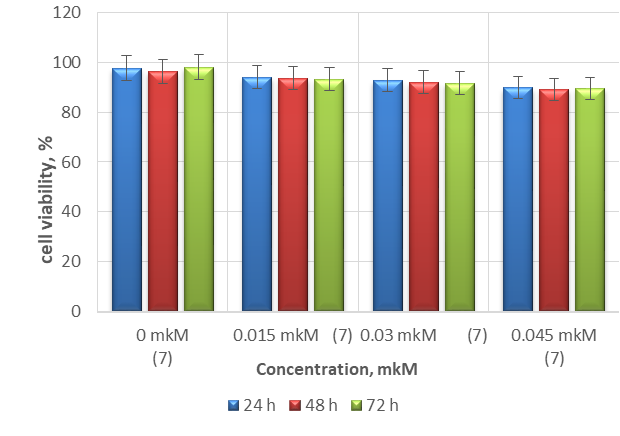 120
100
80
60
40
20
0
cell viability, %
0 mkM
(7)
0.015 mkM (7)
0.03 mkM (7)
0.045 mkM
(7)
Concentration, mkM
24 h
48 h
72 h